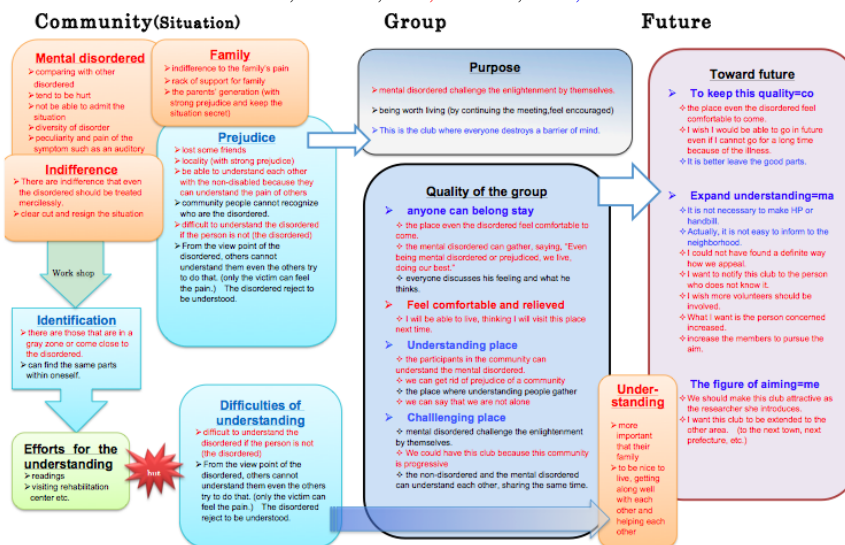 Community(Situation)
Group
Future
Mental disordered
comparing with other
disordered
tend to be hurt
not be able to admit the
situation
diversity of disorder
peculiarity and pain of the
symptom such as an auditory
Family
indifference to the family's pain
rack of support for family
the parents' generation (with
strong prejudice and keep the
situation secret)
Indifference
There are indifference that even
the disordered should be treated
mercilessly.
clear cut and resign the situation
Prejudice
lost some friends
locality (with strong prejudice)
be able to understand each other
with the non-disabled because they
can understand the pain of others
community people cannot recognize
who are the disordered.
difficult to understand the disordered
if the person is not (the disordered)
From the view point of the
disordered, others cannot
understand them even the others try
to do that. (only the victim can feel
the pain.) The disordered reject to
be understood.
Work shop
Identification
there are those that are in a
gray zone or come close to
the disordered.
can find the same parts
within oneself.
Efforts for the
understanding
readings
visiting rehabilitation
center etc.
but
Difficulties of
understanding
difficult to understand the
disordered if the person is not
(the disordered)
From the view point of the
disordered, others cannot
understand them even the others
try to do that. (only the victim can
feel the pain.) The disordered
reject to be understood.
Purpose
mental disordered challenge the enlightenment by themselves.
being worth living (by continuing the meeting,feel encouraged)
This is the club where everyone destroys a barrier of mind.
Quality of the group
anyone can belong stay
the place even the disordered feel comfortable to
come.
the mental disordered can gather, saying, "Even
being mental disordered or prejudiced, we live,
doing our best."
everyone discusses his feeling and what he
thinks.
Feel comfortable and relieved
I will be able to live, thinking I will visit this place
next time.
Understanding place
the participants in the community can
understand the mental disordered.
we can get rid of prejudice of a community
the place where understanding people gather
we can say that we are not alone
Challlenging place
mental disordered challenge the enlightenment
by themselves.
We could have this club because this community
is progressive
the non-disordered and the mental disordered
can understand each other, sharing the same time.
Under-
standing
more
important
that their
family
to be nice to
live, getting
along well
with each
other and
helping each
other
Toward future
To keep this quality=co
the place even the disordered feel
comfortable to come.
I wish I would be able to go in future
even if I cannot go for a long time
because of the illness.
It is better leave the good parts.
Expand understanding=ma
It is not necessary to make HP or
handbill.
Actually, it is not easy to inform to the
neighborhood.
I could not have found a definite way
how we appeal.
I want to notify this club to the person
who does not know it.
I wish more volunteers should be
involved.
What I want is the person concerned
increased.
increase the members to pursue the
aim.
The figure of aiming=me
We should make this club attractive as
the researcher she introduces.
I want this club to be extended to the
other area. (to the next town, next
prefecture, etc.)